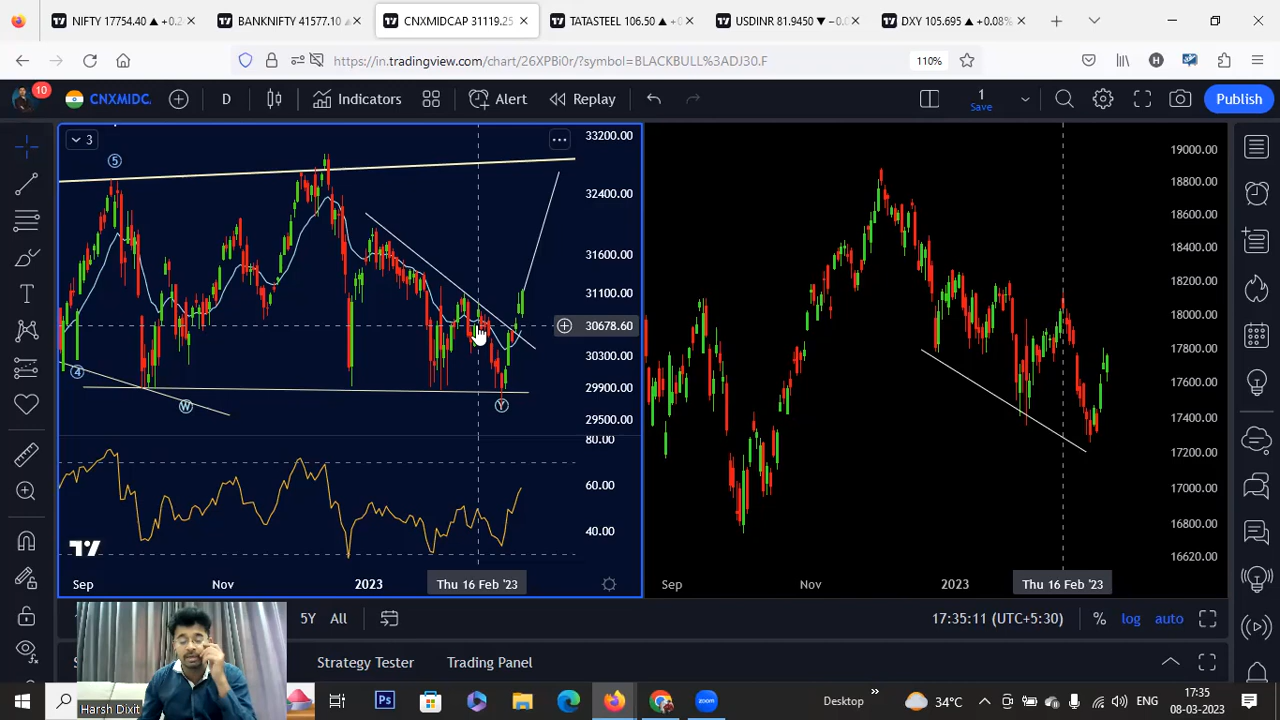 NIFTY 17754.40 ▲ +0.2
BANKNIFTY 41577.10 ▲
CNXMIDCAP 31119.25
TATASTEEL 106.50 ▲ +
USDINR 81.9450 ▼ −0.
DXY 105.695 ▲ +0.08%
https://in.tradingview.com/chart/26XPBi0r/?symbol=BLACKBULL%3ADJ30.F
110%
10
CNXMIDC
D
Indicators
Alert
Replay
1
Save
Publish
3
33200.00
32400.00
31600.00
31100.00
30678.60
30300.00
29900.00
29500.00
80.00
60.00
40.00
5
4
W
Y
Sep
Nov
2023
Thu 16 Feb '23
19000.00
18800.00
18600.00
18400.00
18200.00
18000.00
17800.00
17600.00
17400.00
17200.00
17000.00
16800.00
16620.00
Sep
Nov
2023
Thu 16 Feb '23
5Y
All
17:35:11 (UTC+5:30)
%
log
auto
Strategy Tester
Trading Panel
Harsh Dixit
Desktop
34°C
ENG
17:35
08-03-2023